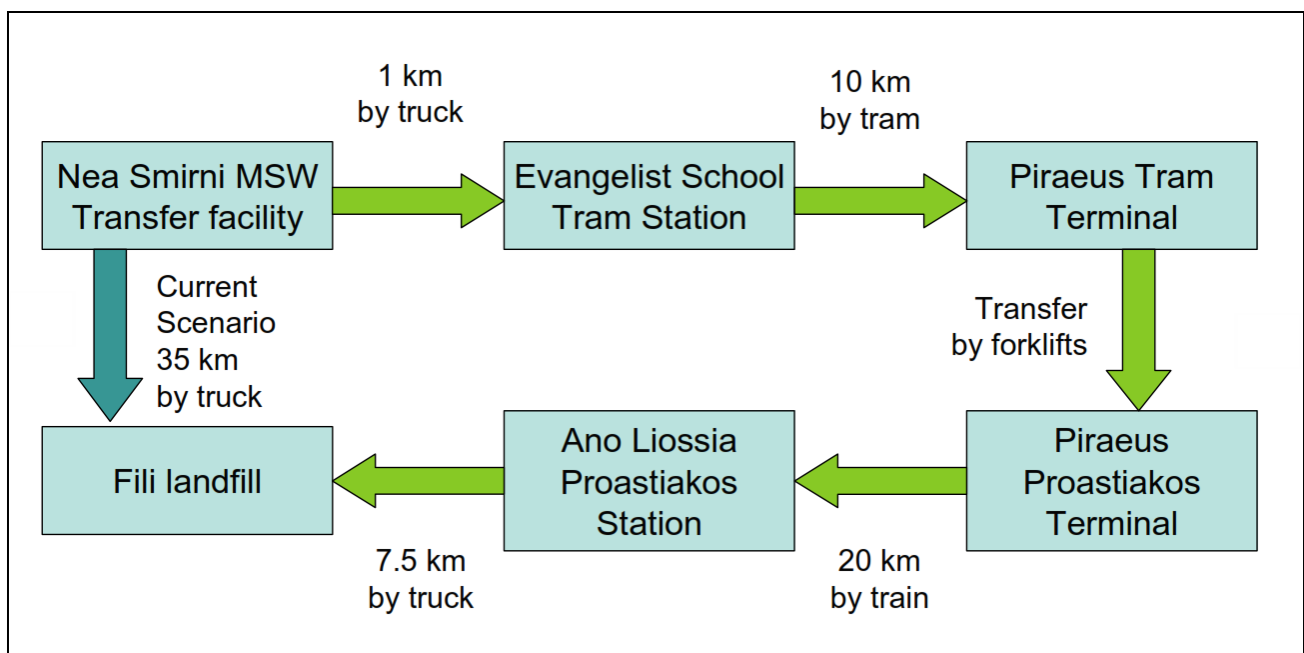 1 km
by truck
10 km
by tram
Nea Smirni MSW
Transfer facility
Evangelist School
Tram Station
Piraeus Tram
Terminal
Current
Scenario
35 km
by truck
Transfer
by forklifts
Fili landfill
Ano Liossia
Proastiakos
Station
Piraeus
Proastiakos
Terminal
7.5 km
by truck
20 km
by train